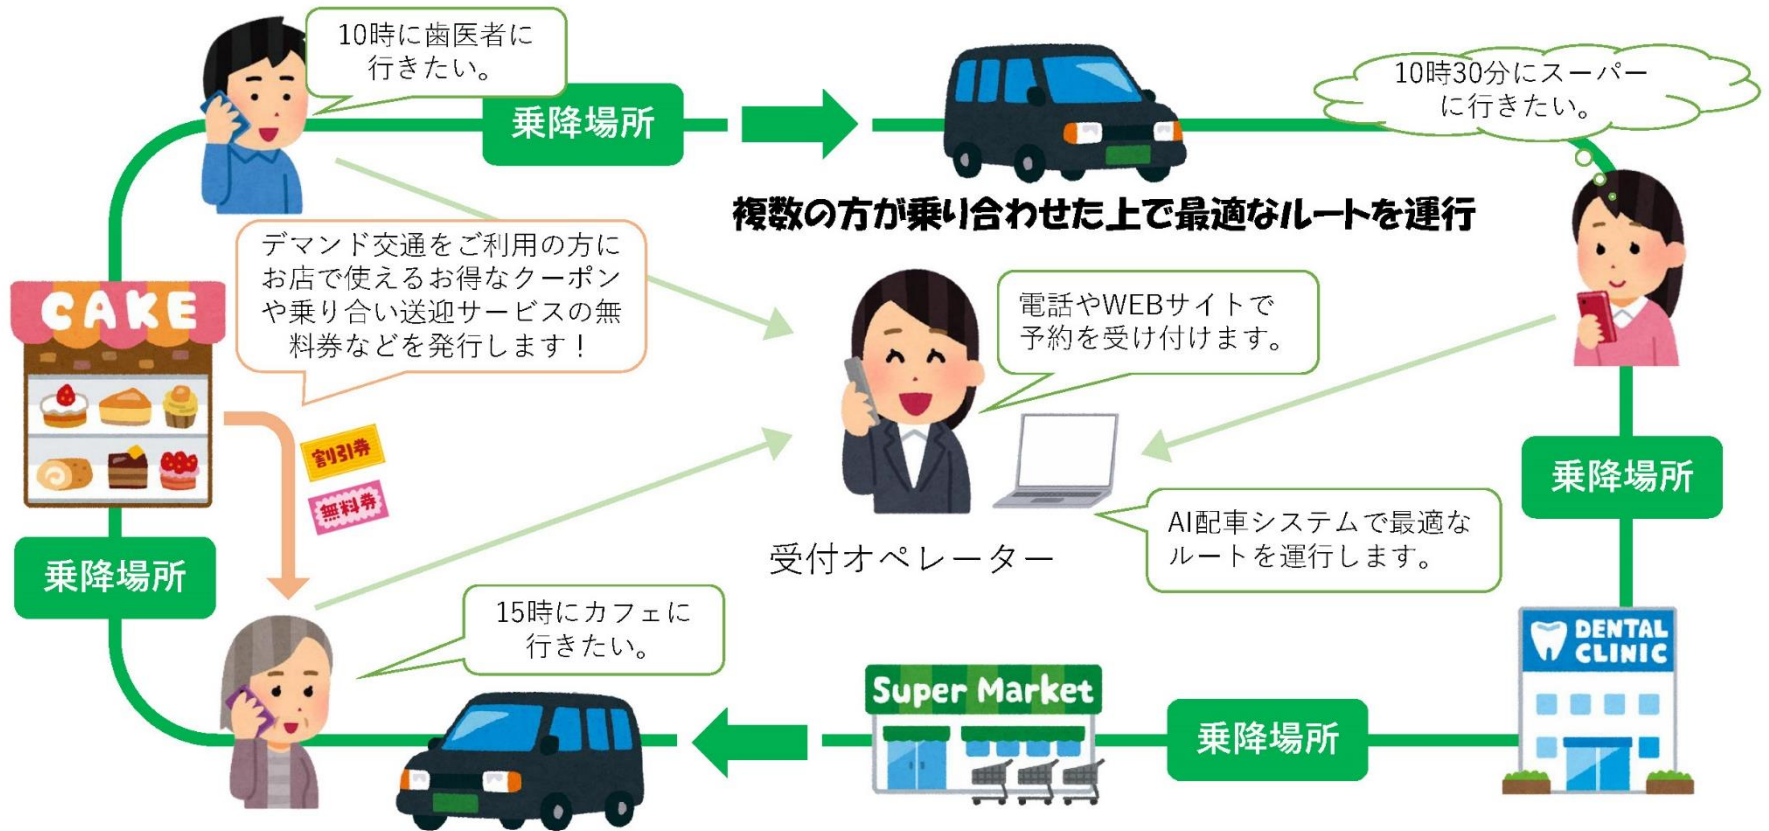 10時に歯医者に
行きたい。
乗降場所
10時30分にスーパー
に行きたい。
複数の方が乗り合わせた上で最適なルートを運行
デマンド交通をご利用の方に
お店で使えるお得なクーポン
や乗り合い送迎サービスの無
料券などを発行します！
CAKE
電話やWEBサイトで
予約を受け付けます。
割引券
無料券
乗降場所
AI配車システムで最適な
ルートを運行します。
受付オペレーター
乗降場所
15時にカフェに
行きたい。
Super Market
乗降場所
DENTAL
CLINIC